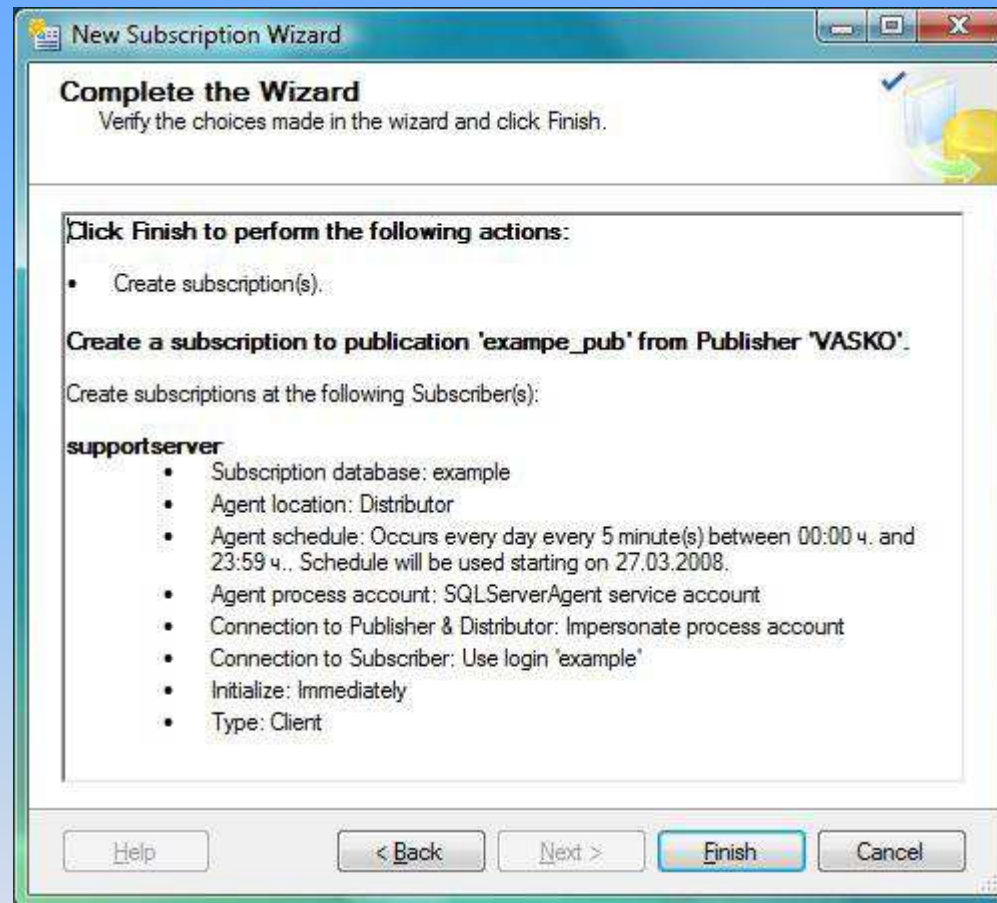 New Subscription Wizard
Complete the Wizard
Verify the choices made in the wizard and click Finish.
Click Finish to perform the following actions:
• Create subscription(s).
Create a subscription to publication 'exampe_pub' from Publisher 'VASKO'.
Create subscriptions at the following Subscriber(s):
supportserver
• Subscription database: example
• Agent location: Distributor
• Agent schedule: Occurs every day every 5 minute(s) between 00:00 ч. and
23:59 ч.. Schedule will be used starting on 27.03.2008.
• Agent process account: SQLServerAgent service account
• Connection to Publisher & Distributor: Impersonate process account
• Connection to Subscriber: Use login 'example'
• Initialize: Immediately
• Type: Client
Help < Back Next > Finish Cancel